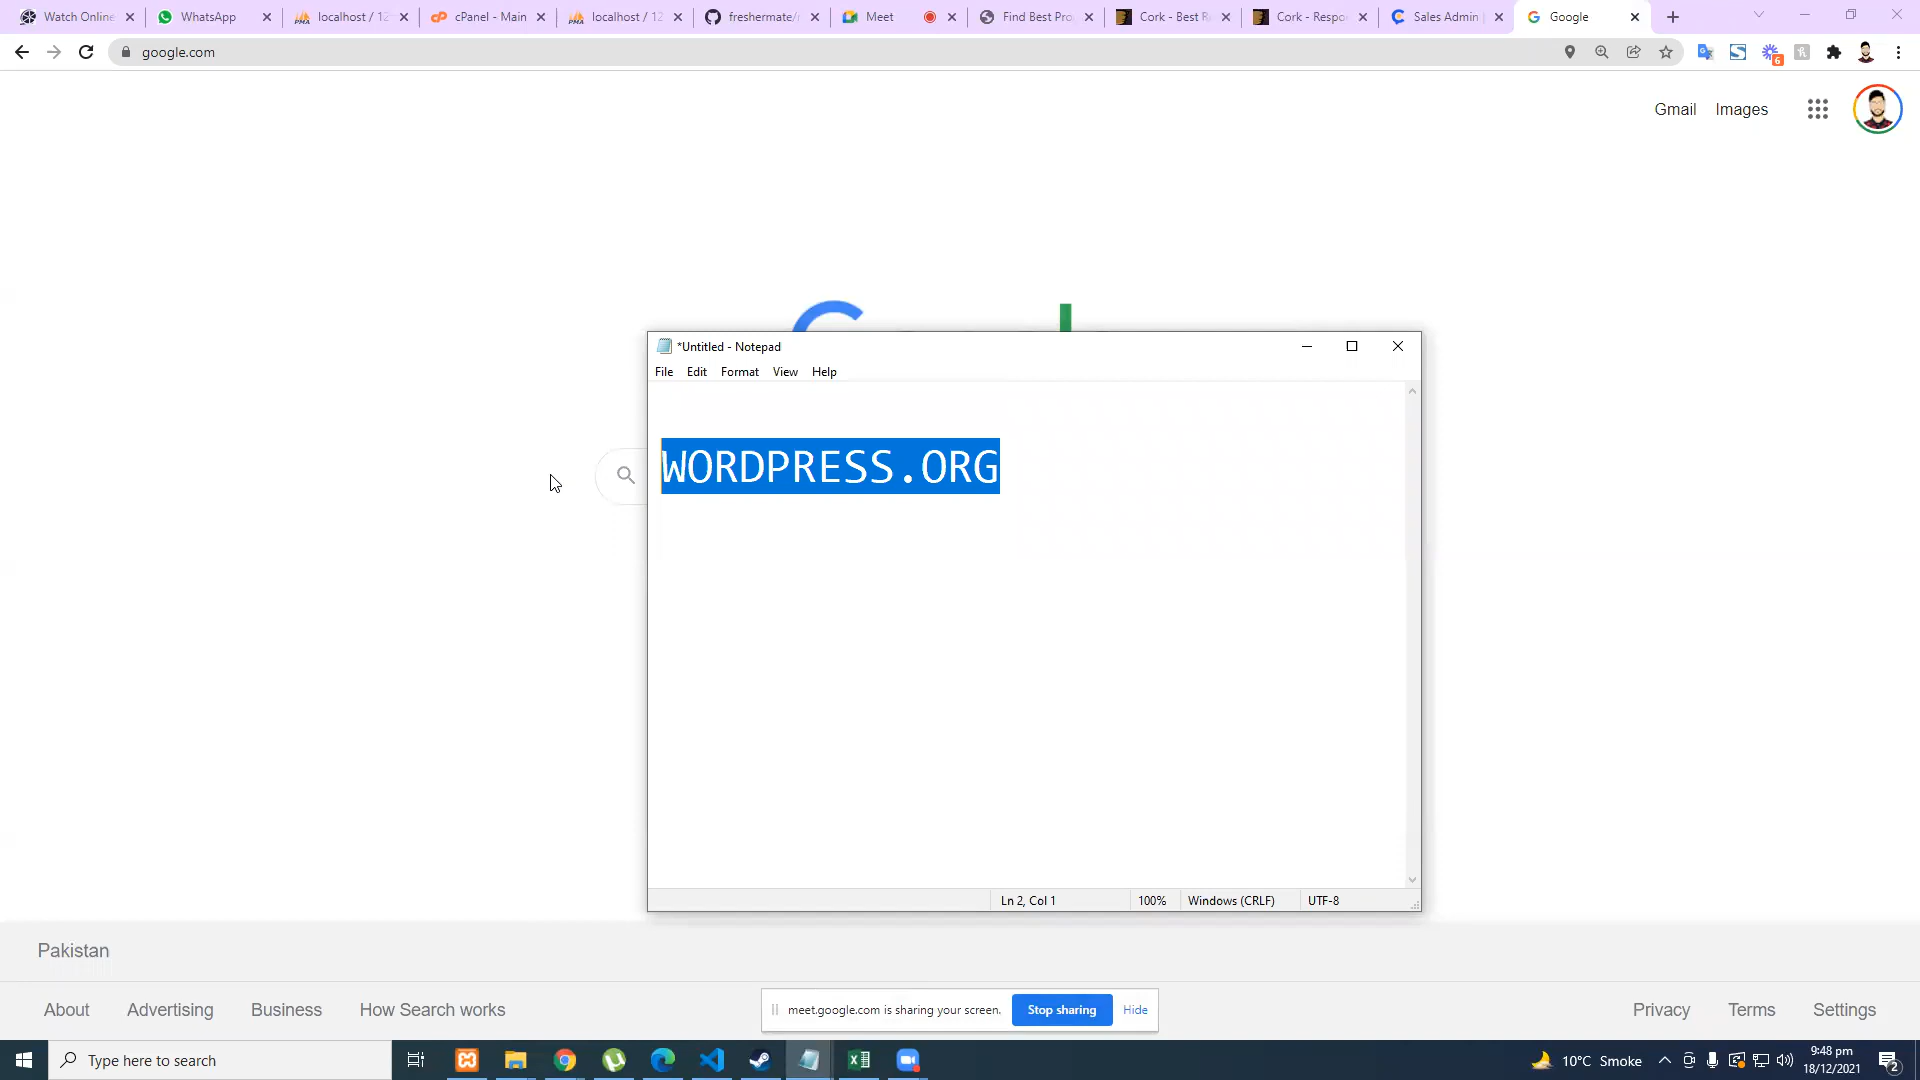 Watch Online
WhatsApp
localhost / 12
cPanel - Main
localhost / 12
freshermate/r
Meet
Find Best Pro
Cork - Best R
Cork - Respo
Sales Admin |
Google
google.com
6
Gmail
Images
*Untitled - Notepad
File Edit Format View Help
WORDPRESS.ORG
Ln 2, Col 1
100%
Windows (CRLF)
UTF-8
Pakistan
About
Advertising
Business
How Search works
meet.google.com is sharing your screen.
Stop sharing
Hide
Privacy
Terms
Settings
Type here to search
10°C Smoke
9:48 pm
18/12/2021
2